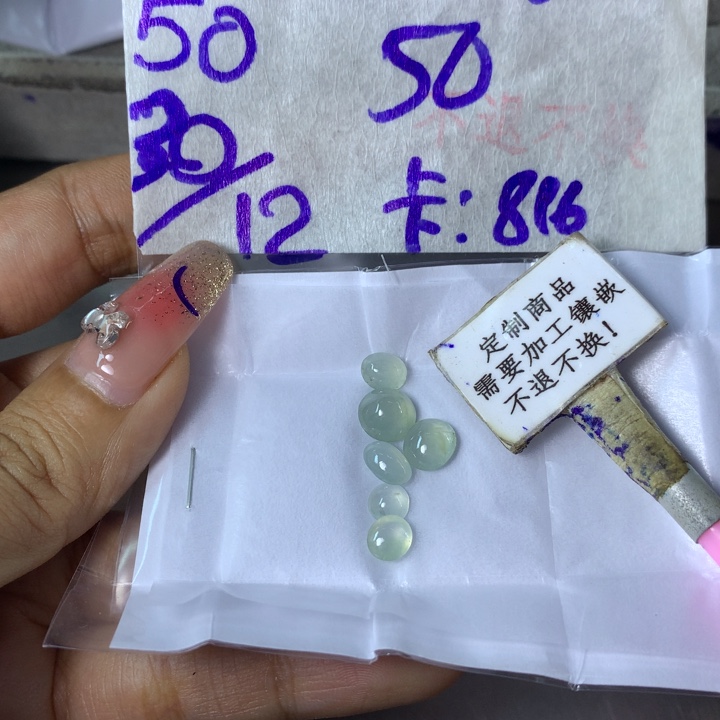 50
50
不退不换
30/12
卡: 816
定制商品
需要加工镶嵌
不退不换!